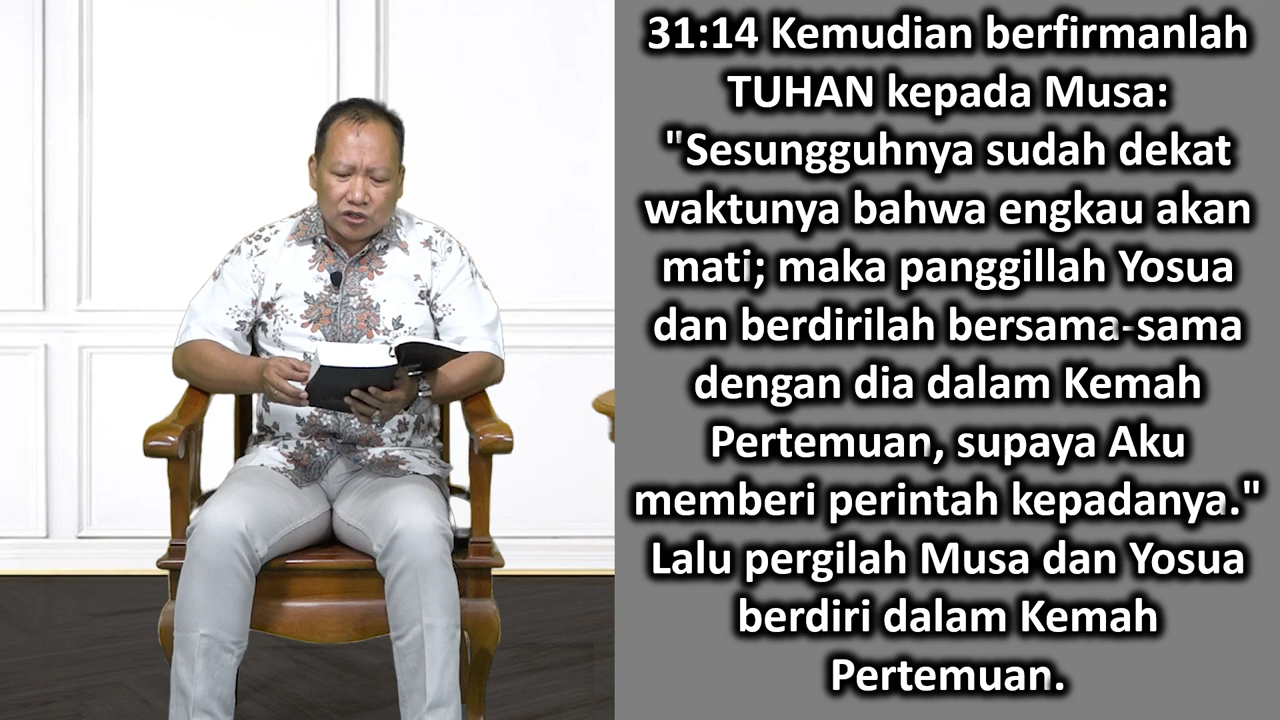 31:14 Kemudian berfirmanlah
TUHAN kepada Musa:
"Sesungguhnya sudah dekat
waktunya bahwa engkau akan
mati; maka panggillah Yosua
dan berdirilah bersama-sama
dengan dia dalam Kemah
Pertemuan, supaya Aku
memberi perintah kepadanya."
Lalu pergilah Musa dan Yosua
berdiri dalam Kemah
Pertemuan.